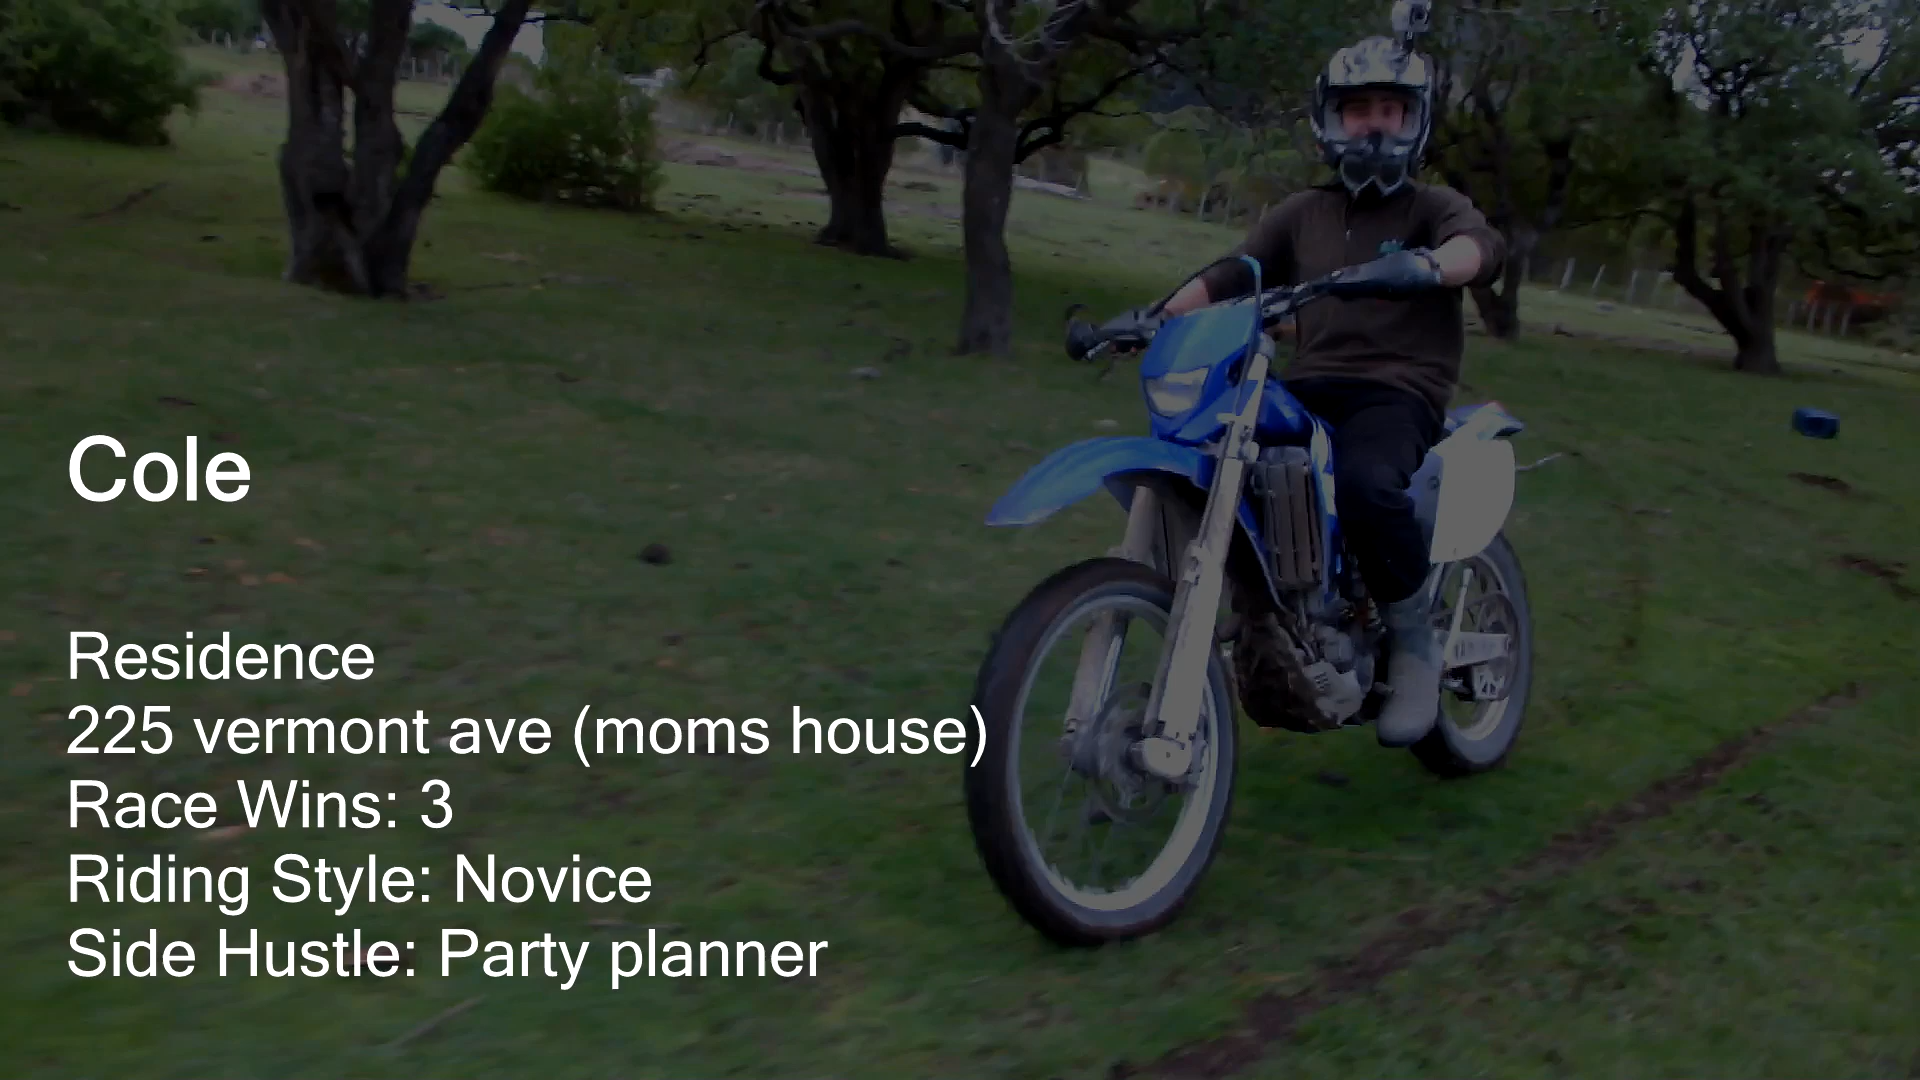 Cole
Residence
225 vermont ave (moms house)
Race Wins: 3
Riding Style: Novice
Side Hustle: Party planner